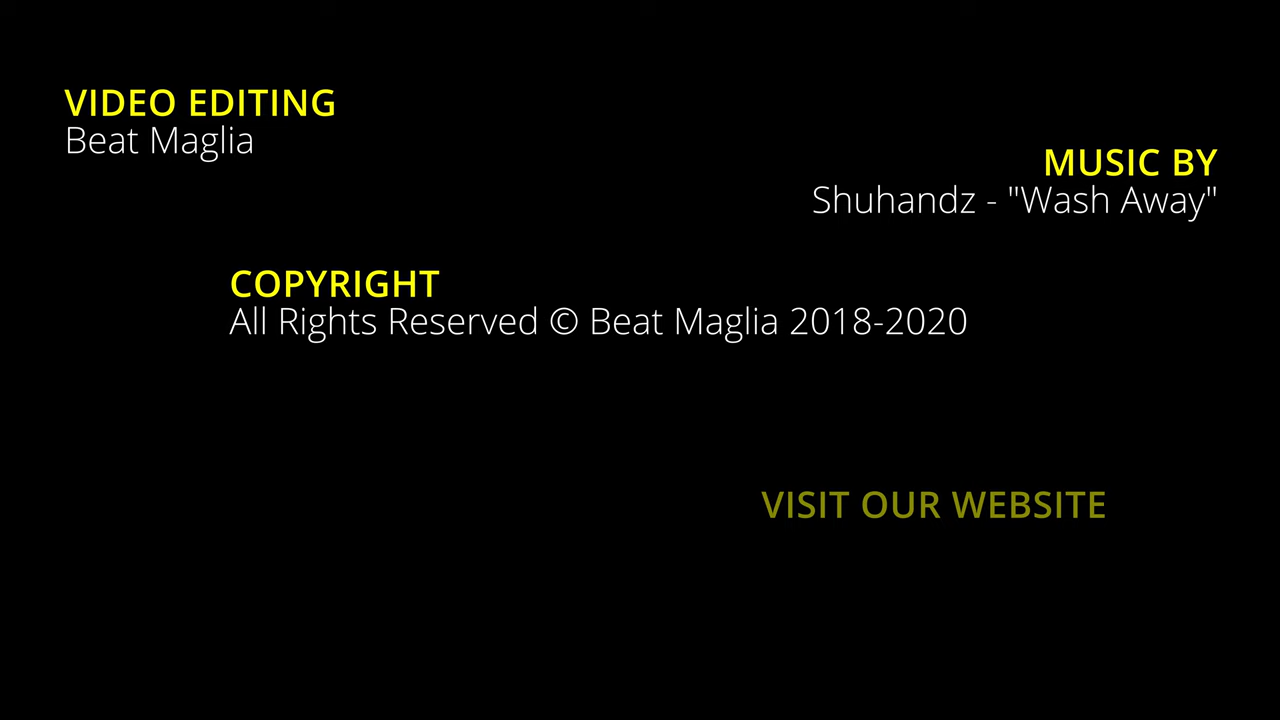 VIDEO EDITING
Beat Maglia
MUSIC BY
Shuhandz - "Wash Away"
COPYRIGHT
All Rights Reserved © Beat Maglia 2018-2020
VISIT OUR WEBSITE